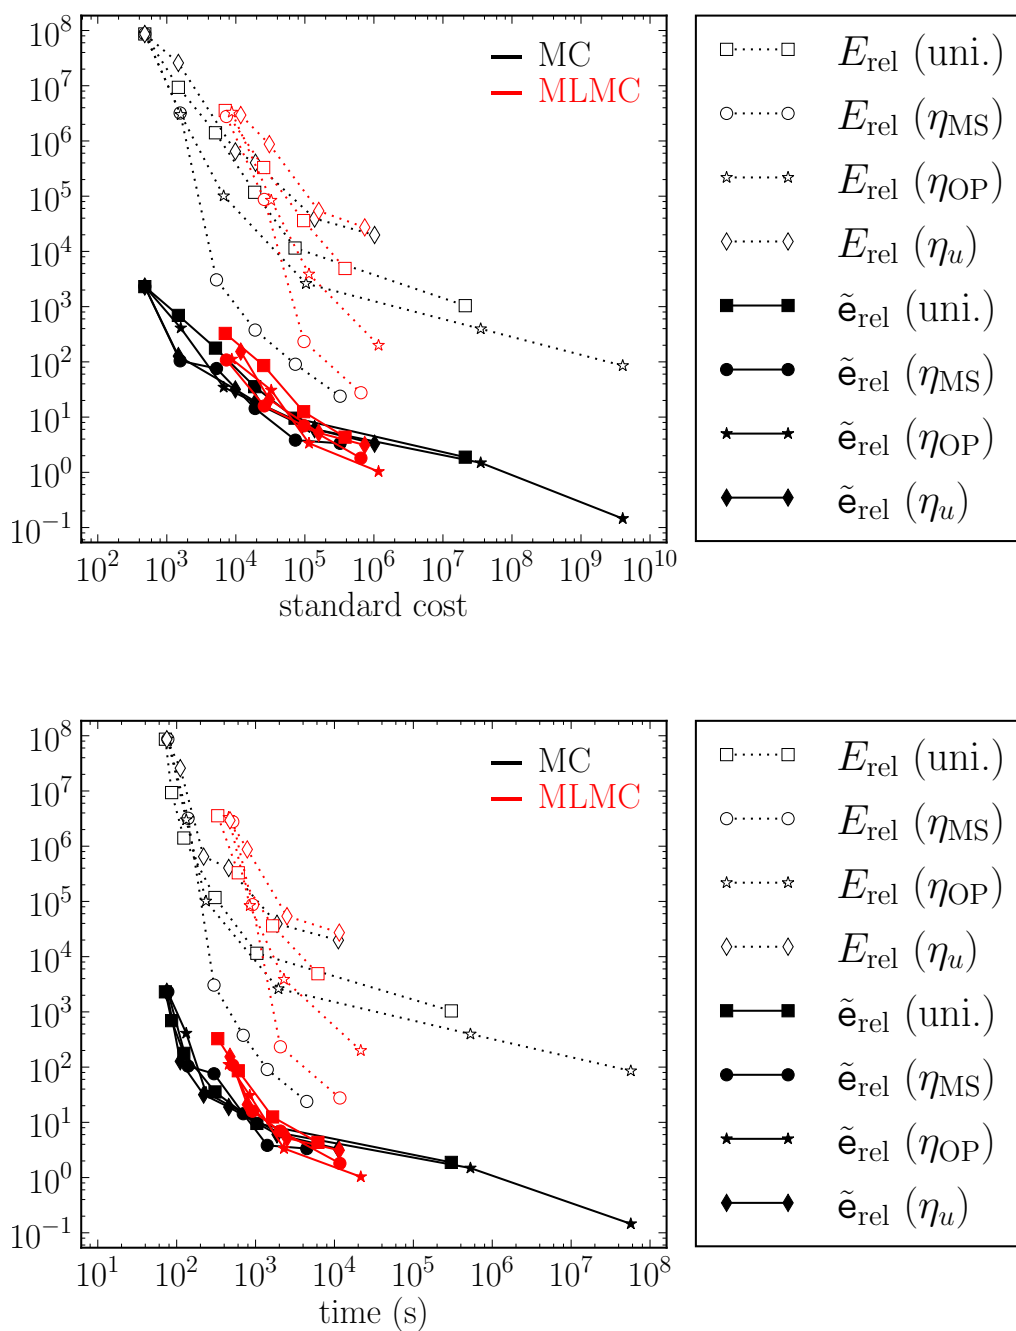 10^8
10^7
10^6
10^5
10^4
10^3
10^2
10^1
10^0
10^{-1}
MC
MLMC
10^2 10^3 10^4 10^5 10^6 10^7 10^8 10^9 10^{10}
standard cost
E_rel (uni.)
E_rel (η_MS)
E_rel (η_OP)
E_rel (η_u)
ẽ_rel (uni.)
ẽ_rel (η_MS)
ẽ_rel (η_OP)
ẽ_rel (η_u)
10^8
10^7
10^6
10^5
10^4
10^3
10^2
10^1
10^0
10^{-1}
MC
MLMC
10^1 10^2 10^3 10^4 10^5 10^6 10^7 10^8
time (s)
E_rel (uni.)
E_rel (η_MS)
E_rel (η_OP)
E_rel (η_u)
ẽ_rel (uni.)
ẽ_rel (η_MS)
ẽ_rel (η_OP)
ẽ_rel (η_u)